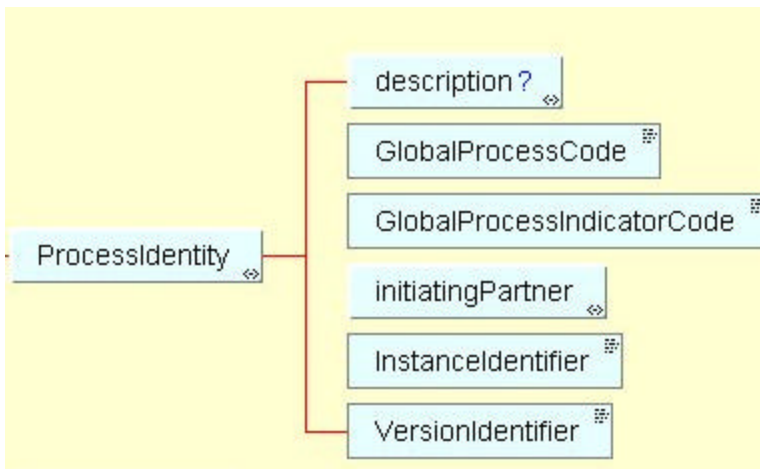 description?
GlobalProcessCode
GlobalProcessIndicatorCode
ProcessIdentity
initiatingPartner
InstanceIdentifier
VersionIdentifier